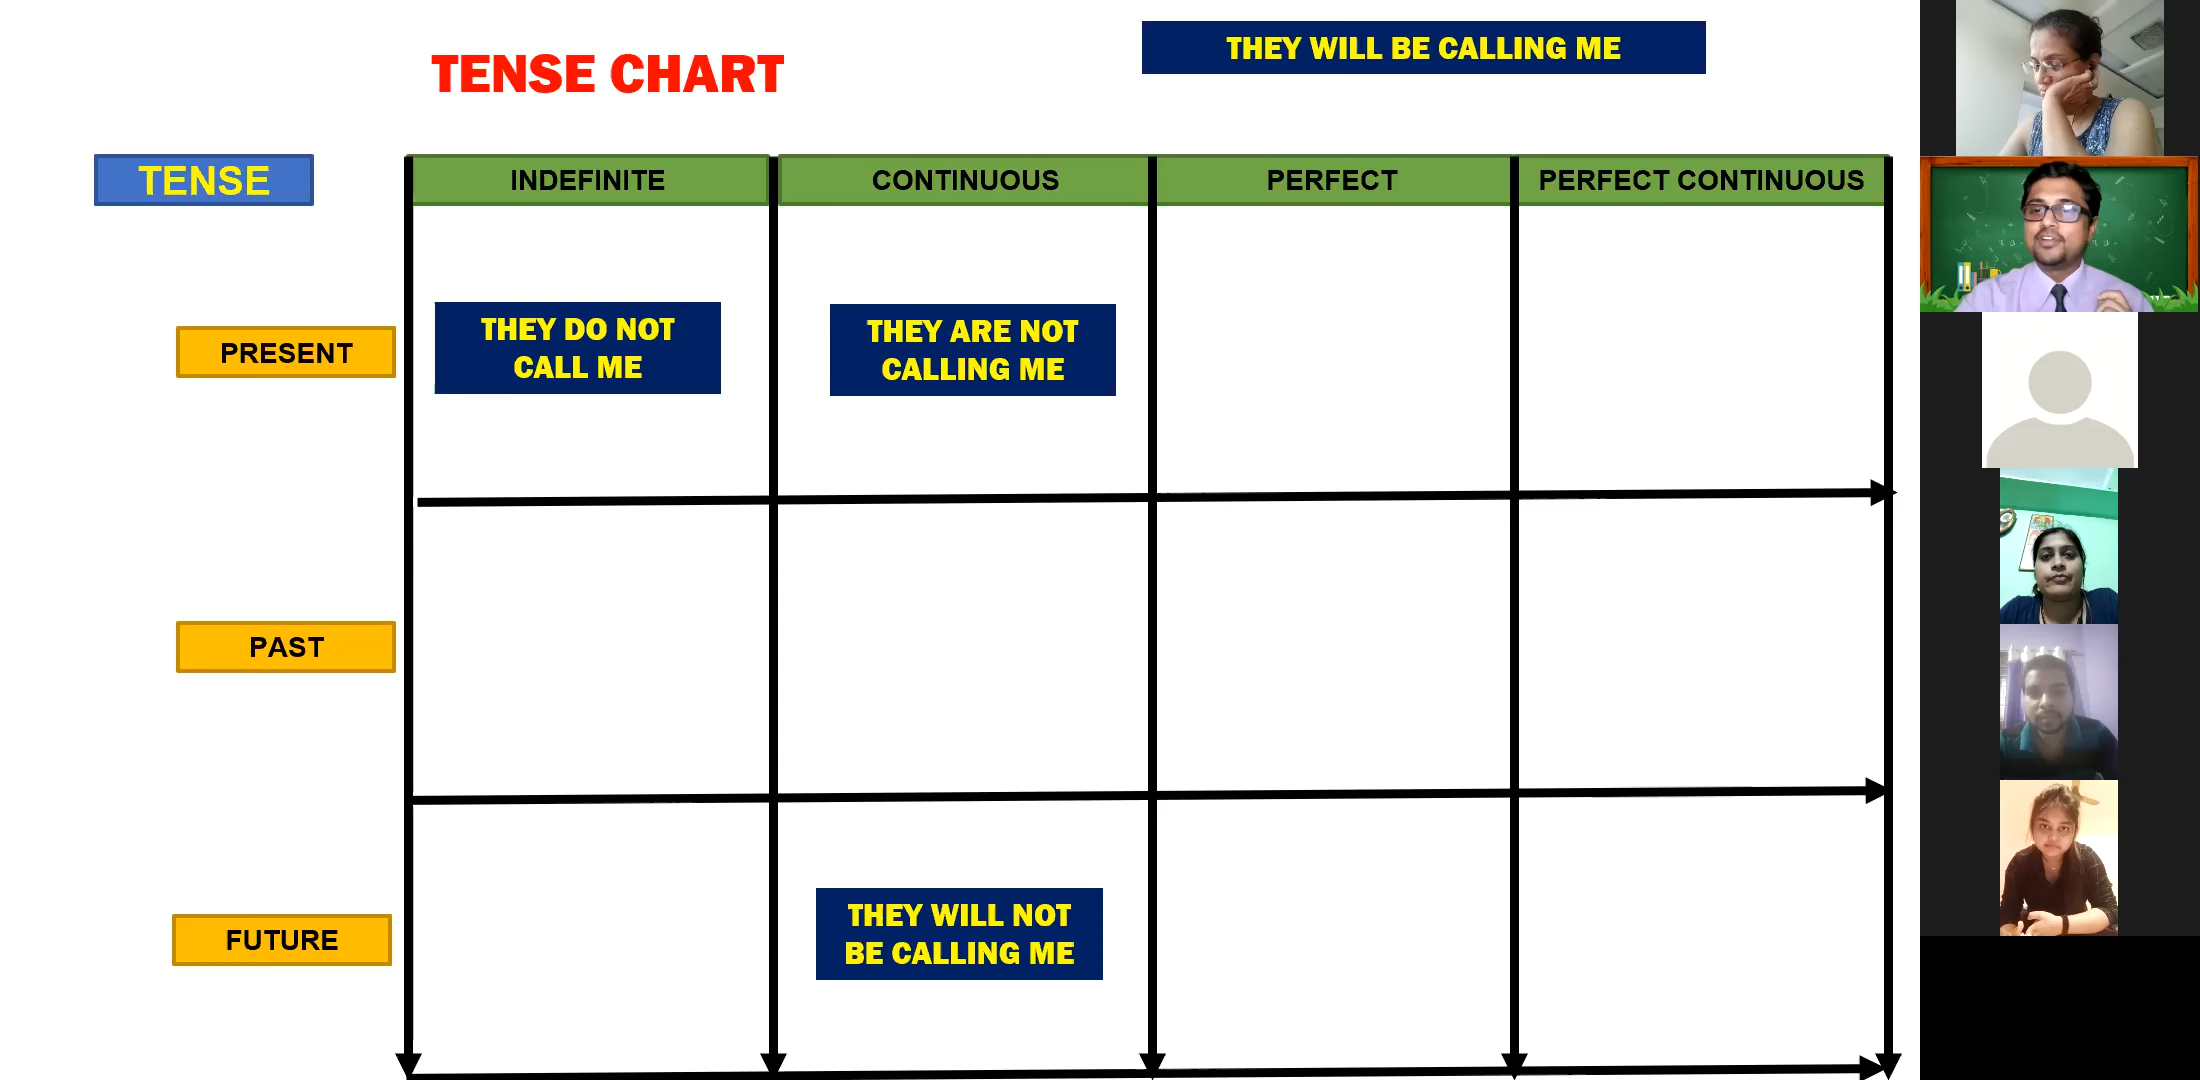 THEY WILL BE CALLING ME
TENSE CHART
TENSE
INDEFINITE
CONTINUOUS
PERFECT
PERFECT CONTINUOUS
PRESENT
THEY DO NOT
CALL ME
THEY ARE NOT
CALLING ME
PAST
FUTURE
THEY WILL NOT
BE CALLING ME